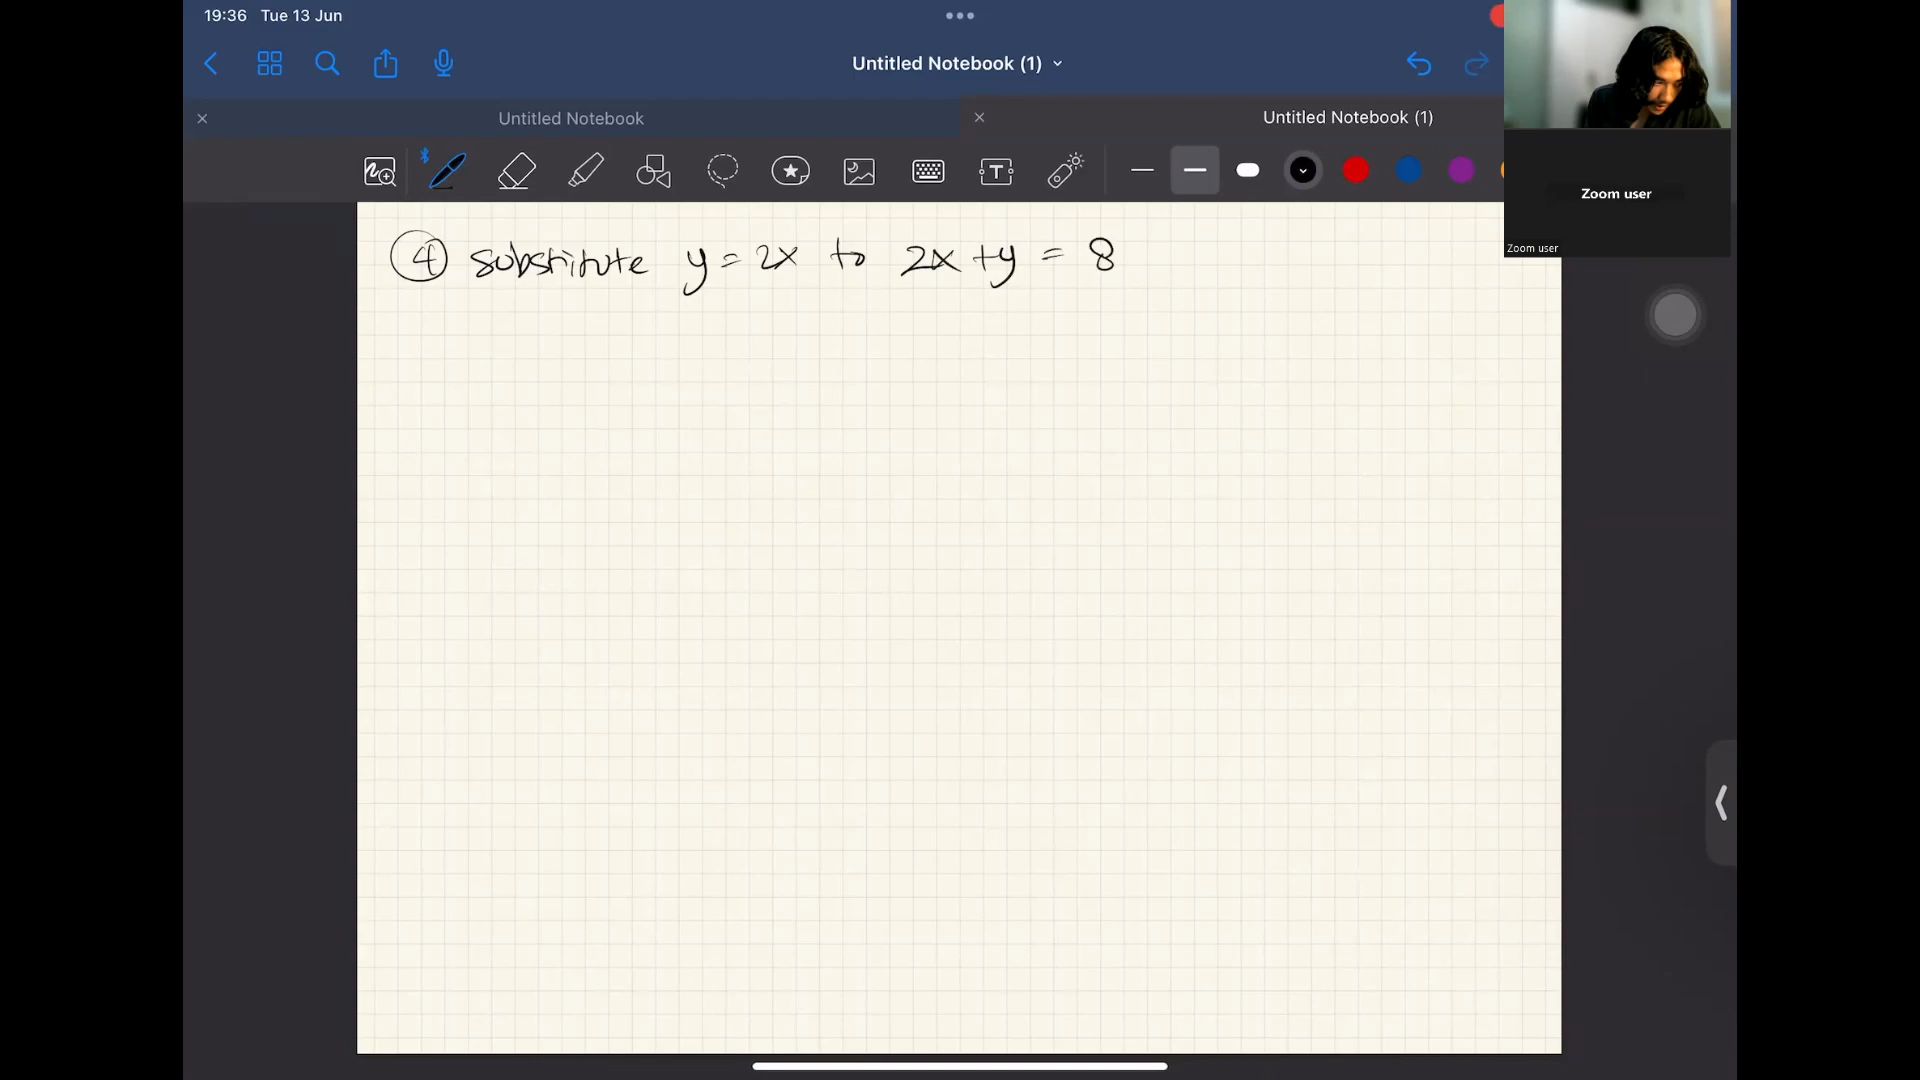 19:36 Tue 13 Jun
Untitled Notebook (1)
Untitled Notebook
Untitled Notebook (1)
T
Zoom user
Zoom user
④ substitute y = 2x to 2x + y = 8